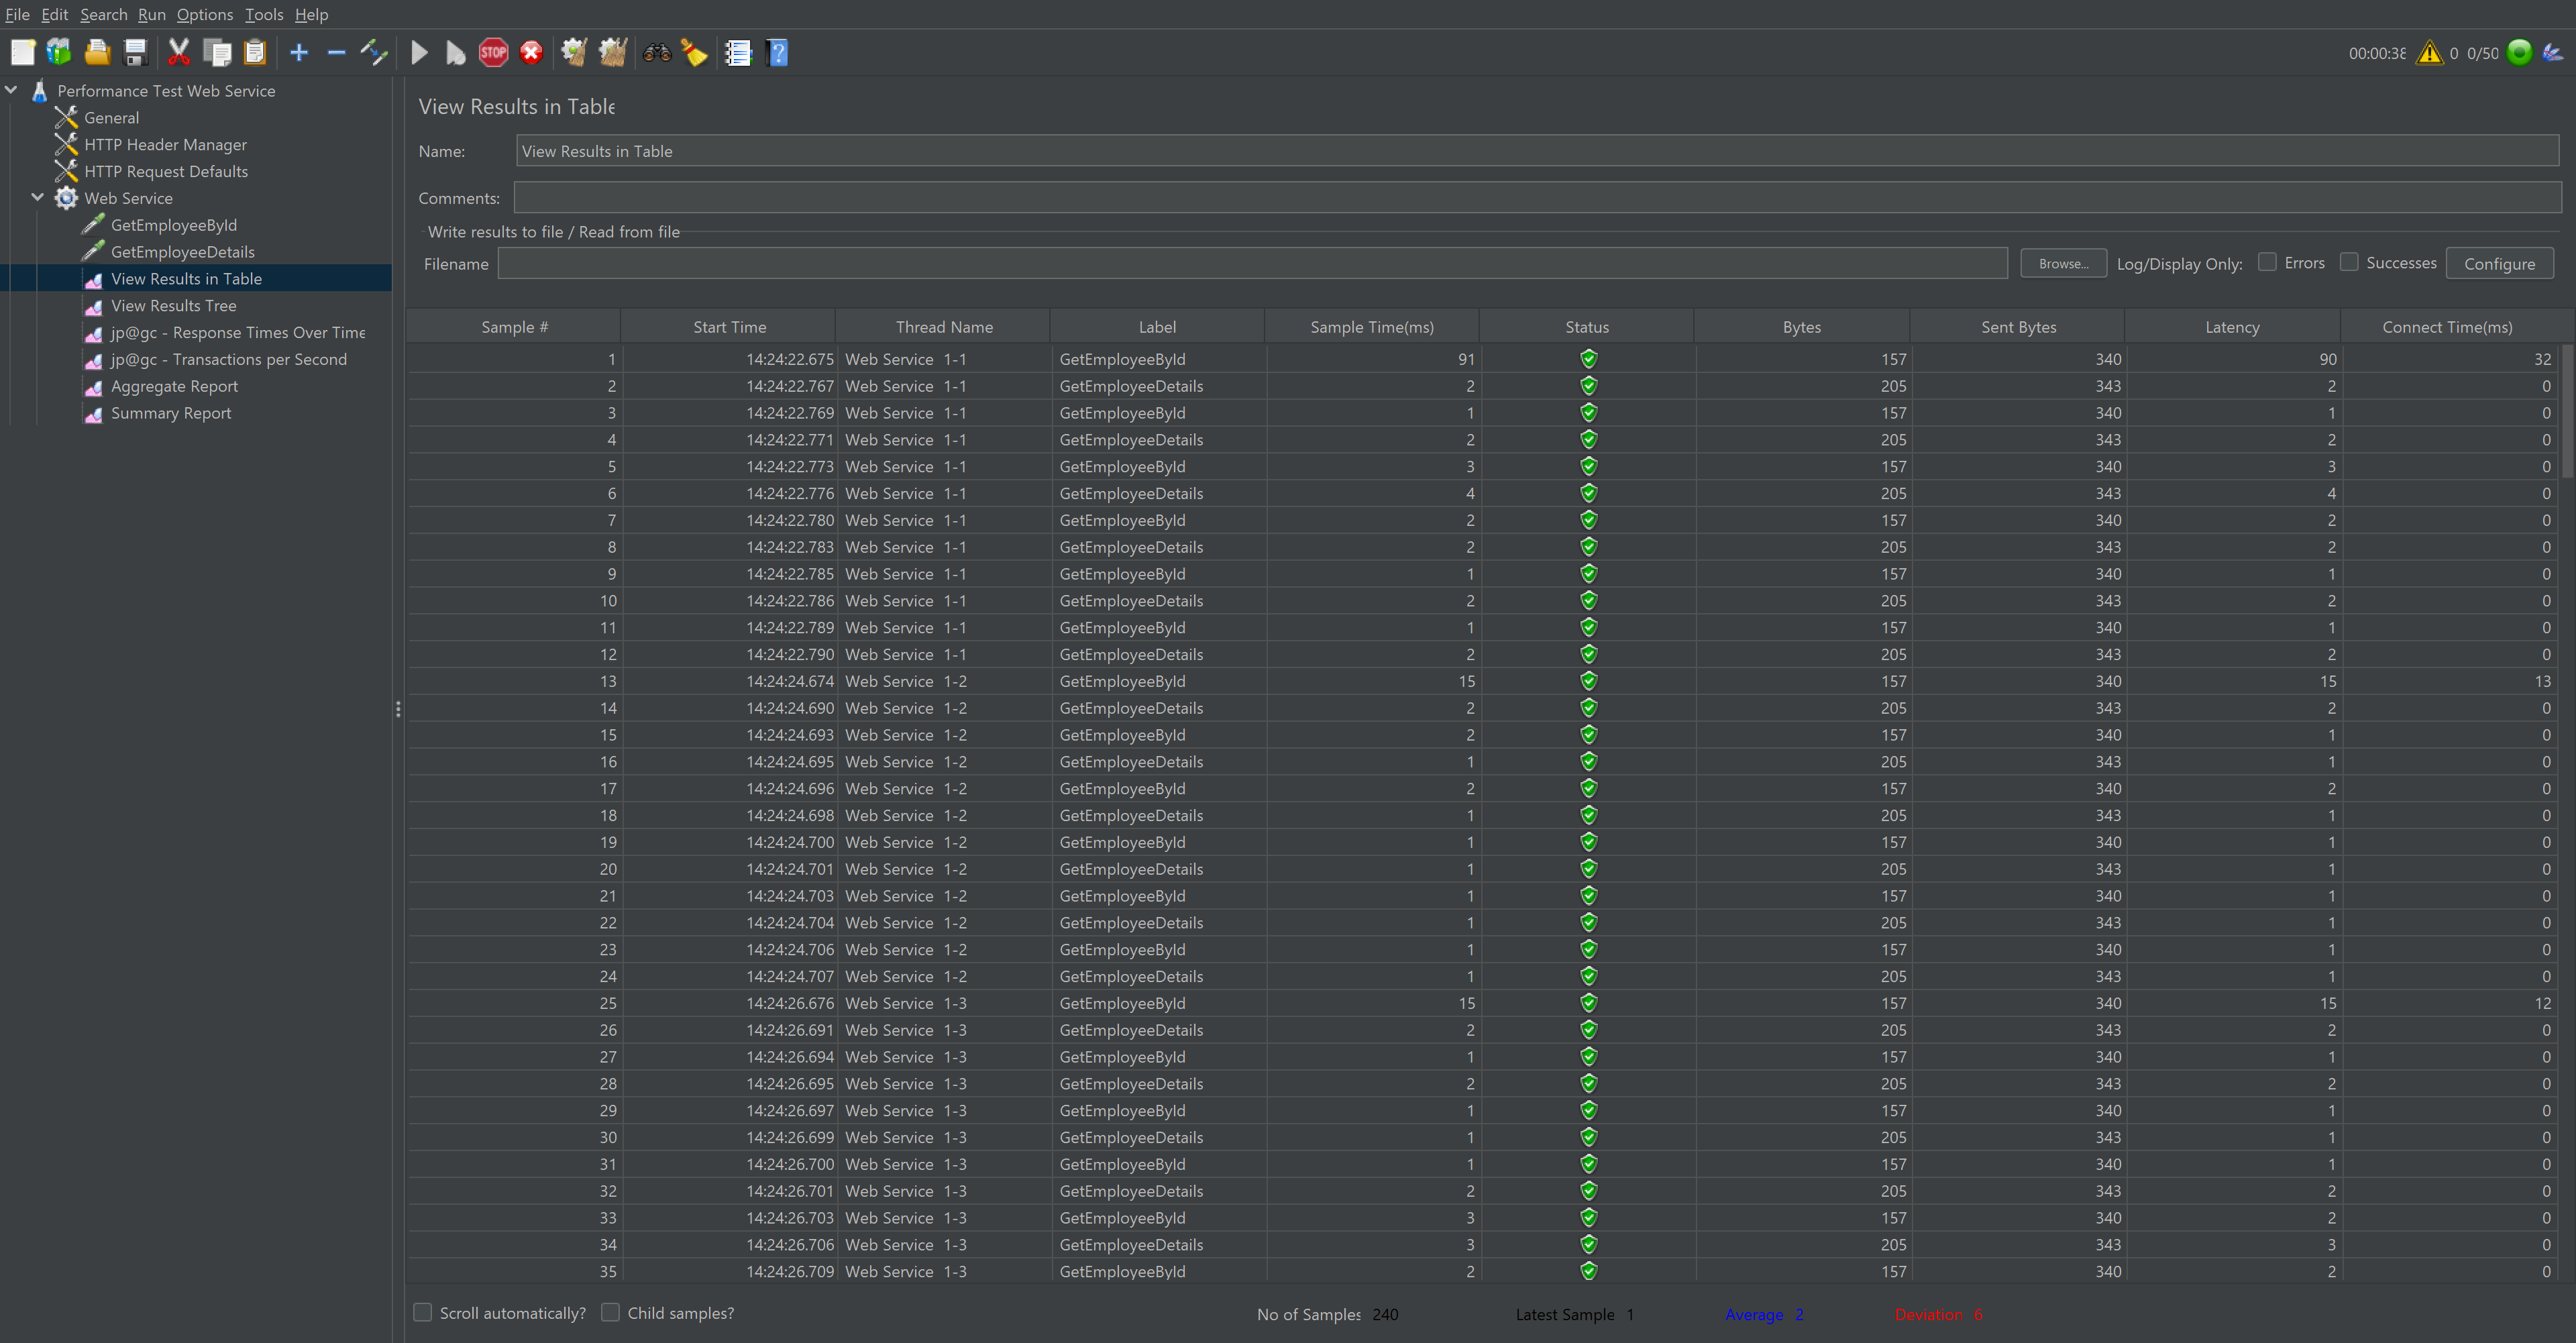 File Edit Search Run Options Tools Help
STOP
00:00:38 0 0/50
Performance Test Web Service
General
HTTP Header Manager
HTTP Request Defaults
Web Service
GetEmployeeById
GetEmployeeDetails
View Results in Table
View Results Tree
jp@gc - Response Times Over Time
jp@gc - Transactions per Second
Aggregate Report
Summary Report
View Results in Table
Name: View Results in Table
Comments:
Write results to file / Read from file
Filename Browse... Log/Display Only: Errors Successes Configure
Sample # Start Time Thread Name Label Sample Time(ms) Status Bytes Sent Bytes Latency Connect Time(ms)
1 14:24:22.675 Web Service 1-1 GetEmployeeById 91 157 340 90 32
2 14:24:22.767 Web Service 1-1 GetEmployeeDetails 2 205 343 2 0
3 14:24:22.769 Web Service 1-1 GetEmployeeById 1 157 340 1 0
4 14:24:22.771 Web Service 1-1 GetEmployeeDetails 2 205 343 2 0
5 14:24:22.773 Web Service 1-1 GetEmployeeById 3 157 340 3 0
6 14:24:22.776 Web Service 1-1 GetEmployeeDetails 4 205 343 4 0
7 14:24:22.780 Web Service 1-1 GetEmployeeById 2 157 340 2 0
8 14:24:22.783 Web Service 1-1 GetEmployeeDetails 2 205 343 2 0
9 14:24:22.785 Web Service 1-1 GetEmployeeById 1 157 340 1 0
10 14:24:22.786 Web Service 1-1 GetEmployeeDetails 2 205 343 2 0
11 14:24:22.789 Web Service 1-1 GetEmployeeById 1 157 340 1 0
12 14:24:22.790 Web Service 1-1 GetEmployeeDetails 2 205 343 2 0
13 14:24:24.674 Web Service 1-2 GetEmployeeById 15 157 340 15 13
14 14:24:24.690 Web Service 1-2 GetEmployeeDetails 2 205 343 2 0
15 14:24:24.693 Web Service 1-2 GetEmployeeById 2 157 340 1 0
16 14:24:24.695 Web Service 1-2 GetEmployeeDetails 1 205 343 1 0
17 14:24:24.696 Web Service 1-2 GetEmployeeById 2 157 340 2 0
18 14:24:24.698 Web Service 1-2 GetEmployeeDetails 1 205 343 1 0
19 14:24:24.700 Web Service 1-2 GetEmployeeById 1 157 340 1 0
20 14:24:24.701 Web Service 1-2 GetEmployeeDetails 1 205 343 1 0
21 14:24:24.703 Web Service 1-2 GetEmployeeById 1 157 340 1 0
22 14:24:24.704 Web Service 1-2 GetEmployeeDetails 1 205 343 1 0
23 14:24:24.706 Web Service 1-2 GetEmployeeById 1 157 340 1 0
24 14:24:24.707 Web Service 1-2 GetEmployeeDetails 1 205 343 1 0
25 14:24:26.676 Web Service 1-3 GetEmployeeById 15 157 340 15 12
26 14:24:26.691 Web Service 1-3 GetEmployeeDetails 2 205 343 2 0
27 14:24:26.694 Web Service 1-3 GetEmployeeById 1 157 340 1 0
28 14:24:26.695 Web Service 1-3 GetEmployeeDetails 2 205 343 2 0
29 14:24:26.697 Web Service 1-3 GetEmployeeById 1 157 340 1 0
30 14:24:26.699 Web Service 1-3 GetEmployeeDetails 1 205 343 1 0
31 14:24:26.700 Web Service 1-3 GetEmployeeById 1 157 340 1 0
32 14:24:26.701 Web Service 1-3 GetEmployeeDetails 2 205 343 2 0
33 14:24:26.703 Web Service 1-3 GetEmployeeById 3 157 340 2 0
34 14:24:26.706 Web Service 1-3 GetEmployeeDetails 3 205 343 3 0
35 14:24:26.709 Web Service 1-3 GetEmployeeById 2 157 340 2 0
Scroll automatically? Child samples? No of Samples 240 Latest Sample 1 Average 2 Deviation 6